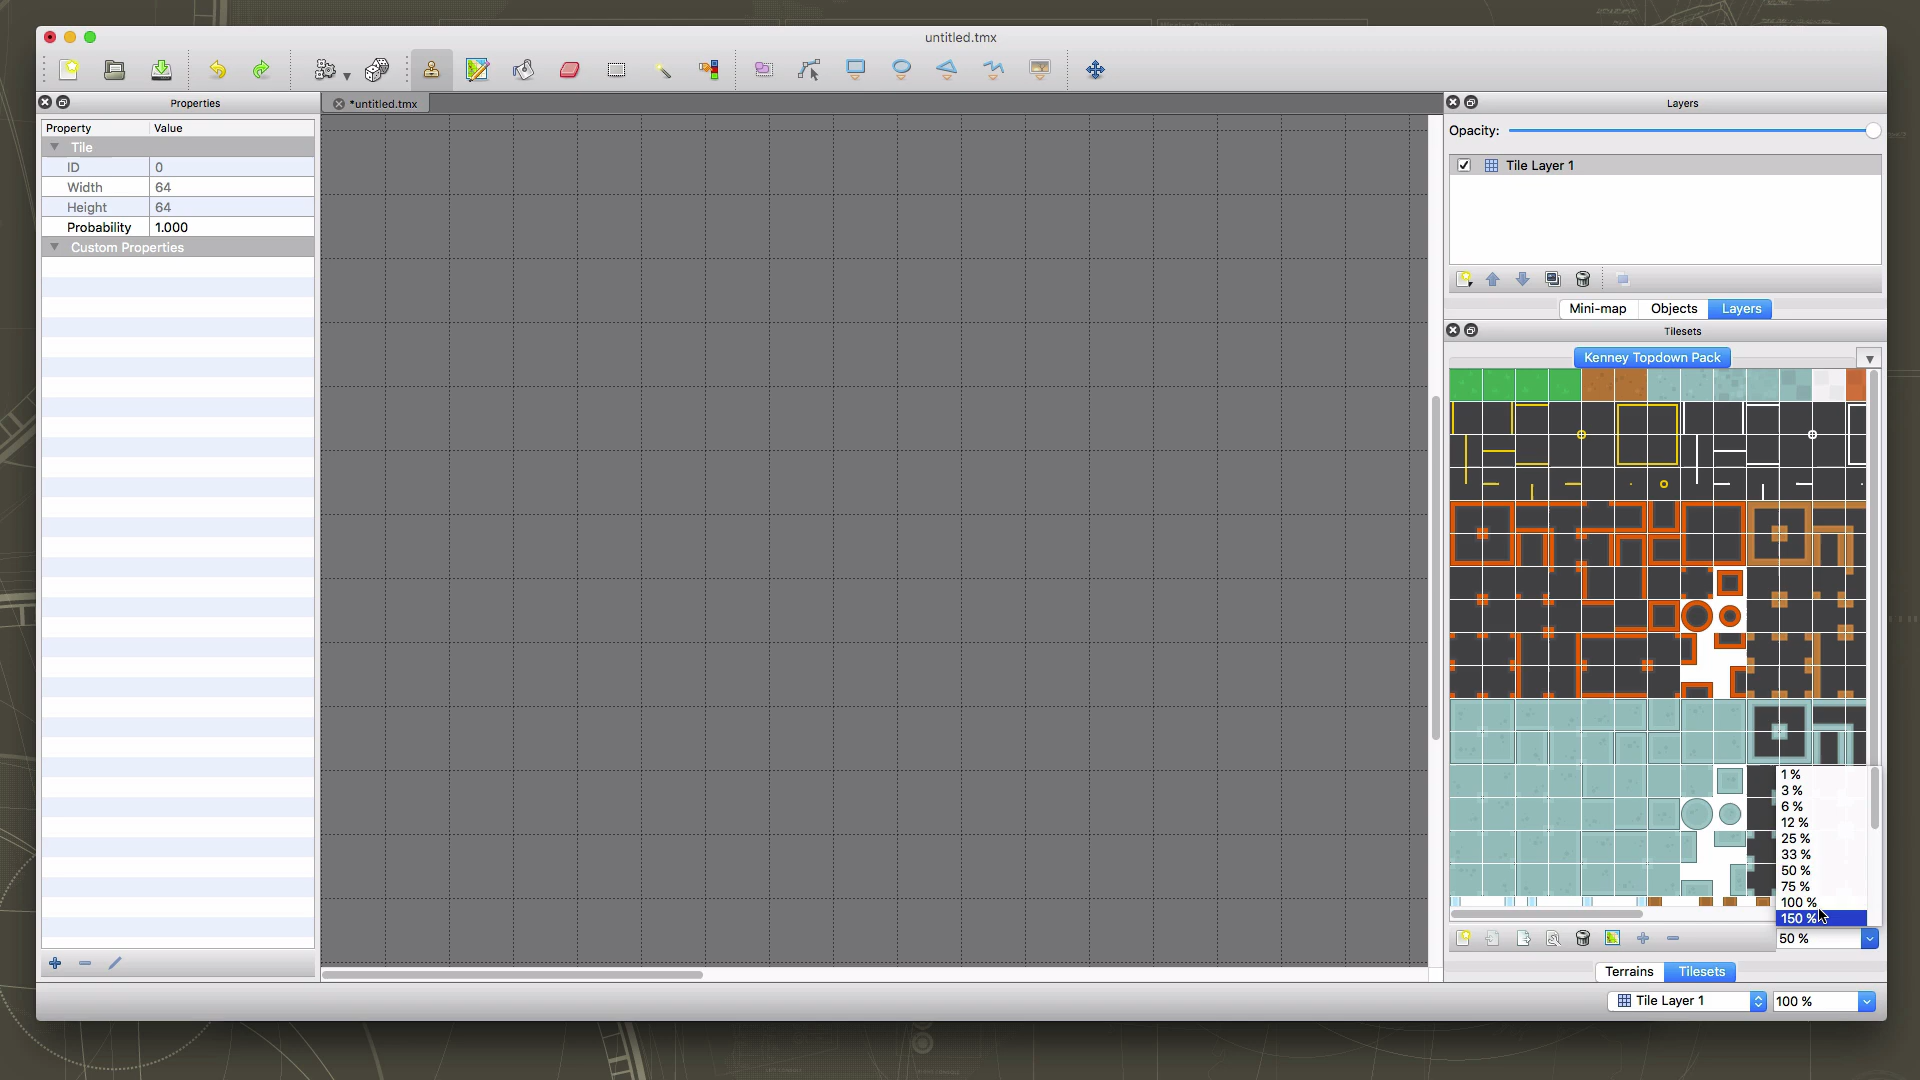 untitled.tmx
Properties
*untitled.tmx
Layers
Property Value
Opacity:
Tile
ID 0
Tile Layer 1
Width 64
Height 64
Probability 1.000
Custom Properties
Mini-map Objects Layers
Tilesets
Kenney Topdown Pack
1 %
3 %
6 %
12 %
25 %
33 %
50 %
75 %
100 %
150 %
50 %
Terrains Tilesets
Tile Layer 1 100 %